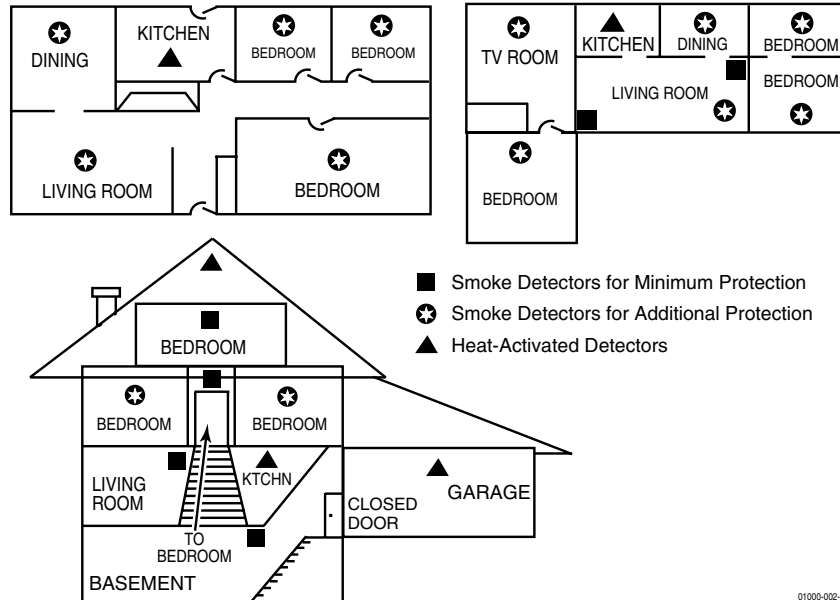 DINING
KITCHEN
BEDROOM
BEDROOM
LIVING ROOM
BEDROOM
TV ROOM
KITCHEN
DINING
BEDROOM
BEDROOM
LIVING ROOM
BEDROOM
Smoke Detectors for Minimum Protection
Smoke Detectors for Additional Protection
Heat-Activated Detectors
BEDROOM
BEDROOM
BEDROOM
LIVING
ROOM
KTCHN
CLOSED
DOOR
GARAGE
TO
BEDROOM
BASEMENT
01000-002-